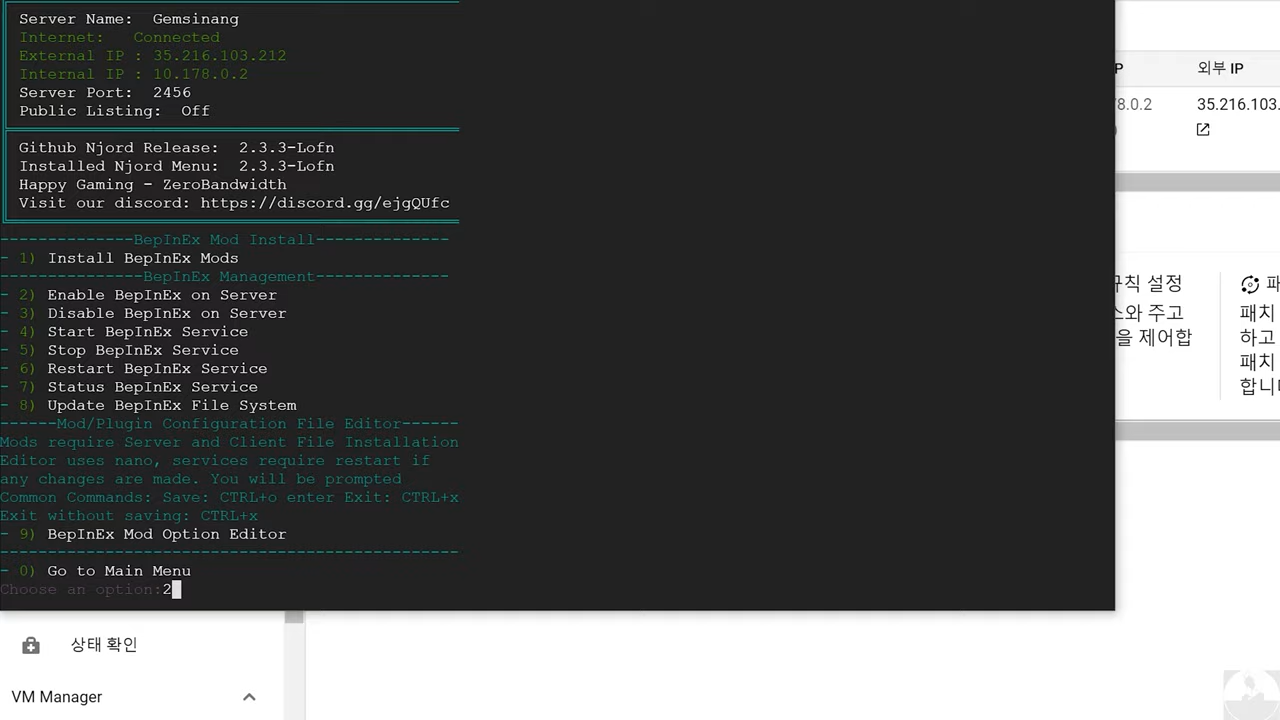 Server Name:  Gemsinang
Internet:   Connected
External IP : 35.216.103.212
Internal IP : 10.178.0.2
Server Port:  2456
Public Listing:  Off
Github Njord Release:  2.3.3-Lofn
Installed Njord Menu:  2.3.3-Lofn
Happy Gaming - ZeroBandwidth
Visit our discord: https://discord.gg/ejgQUfc
--------------BepInEx Mod Install--------------
- 1) Install BepInEx Mods
---------------BepInEx Management--------------
- 2) Enable BepInEx on Server
- 3) Disable BepInEx on Server
- 4) Start BepInEx Service
- 5) Stop BepInEx Service
- 6) Restart BepInEx Service
- 7) Status BepInEx Service
- 8) Update BepInEx File System
------Mod/Plugin Configuration File Editor------
Mods require Server and Client File Installation
Editor uses nano, services require restart if
any changes are made. You will be prompted
Common Commands: Save: CTRL+o enter Exit: CTRL+x
Exit without saving: CTRL+x
- 9) BepInEx Mod Option Editor
------------------------------------------------
- 0) Go to Main Menu
Choose an option:2
P
외부 IP
78.0.2
35.216.103.
규칙 설정
스와 주고
을 제어합
패
패치
하고
패치
합니다
상태 확인
VM Manager